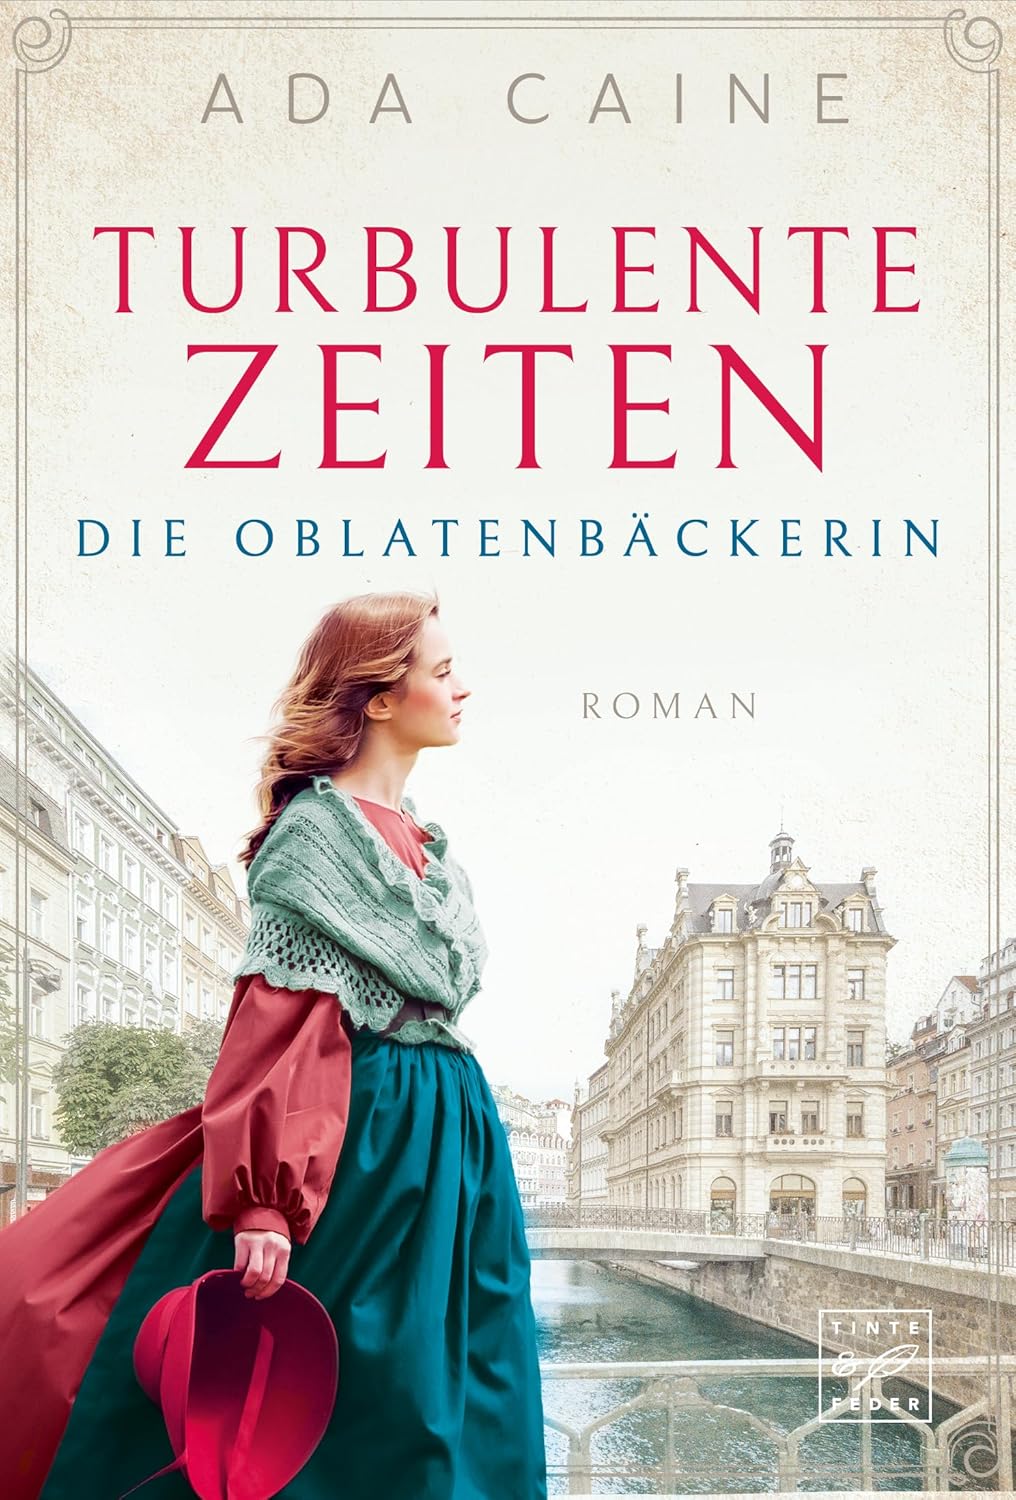 ADA CAINE
TURBULENTE
ZEITEN
DIE OBLATENBÄCKERIN
ROMAN
TINTE
&
FEDER